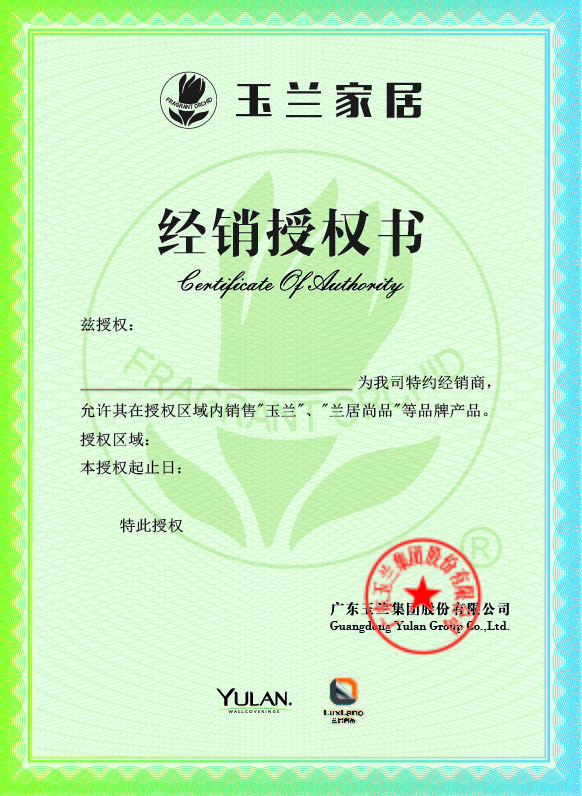 FRAGRANT ORCHID
玉兰家居
经销授权书
Certificate Of Authority
兹授权：
为我司特约经销商，
FRAGRANT ORCHID
允许其在授权区域内销售"玉兰"、"兰居尚品"等品牌产品。
授权区域：
本授权起止日：
特此授权
®
广东玉兰集团股份有限公司
广东玉兰集团股份有限公司
Guangdong Yulan Group Co.,Ltd.
YULAN.
WALLCOVERINGS
LuxLano
兰居尚品